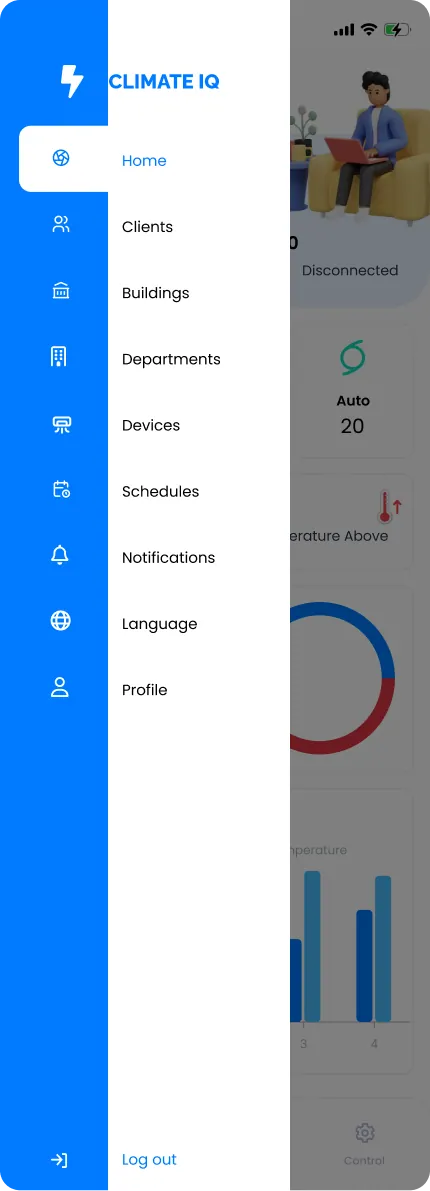 CLIMATE IQ
Home
Clients
Buildings
Departments
Devices
Schedules
Notifications
Language
Profile
Log out
0
Disconnected
Auto
20
erature Above
nperature
3
4
Control